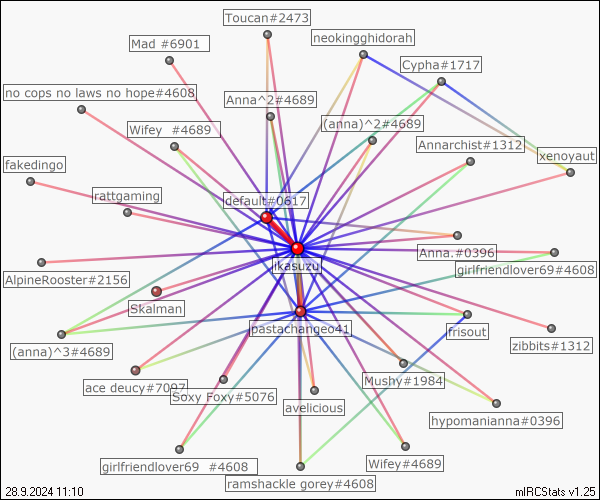 Toucan#2473
neokingghidorah
Mad #6901
Cypha#1717
no cops no laws no hope#4608
Anna^2#4689
(anna)^2#4689
Wifey  #4689
Annarchist#1312
xenoyaut
fakedingo
rattgaming
default#0617
Anna.#0396
ikasuzu
girlfriendlover69#4608
AlpineRooster#2156
Skalman
pastachangeo41
frisout
(anna)^3#4689
zibbits#1312
ace deucy#7097
Mushy#1984
Soxy Foxy#5076
avelicious
hypomanianna#0396
girlfriendlover69  #4608
Wifey#4689
ramshackle gorey#4608
28.9.2024 11:10
mIRCStats v1.25